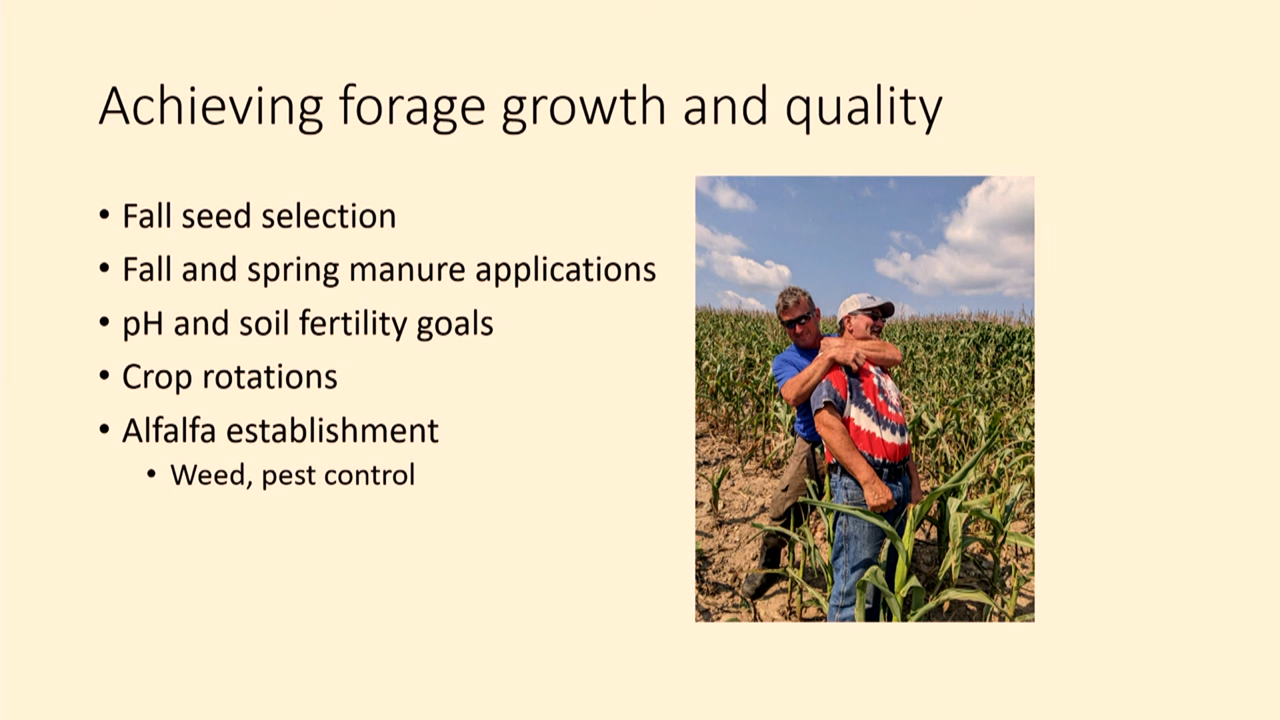 Achieving forage growth and quality
• Fall seed selection
• Fall and spring manure applications
• pH and soil fertility goals
• Crop rotations
• Alfalfa establishment
• Weed, pest control